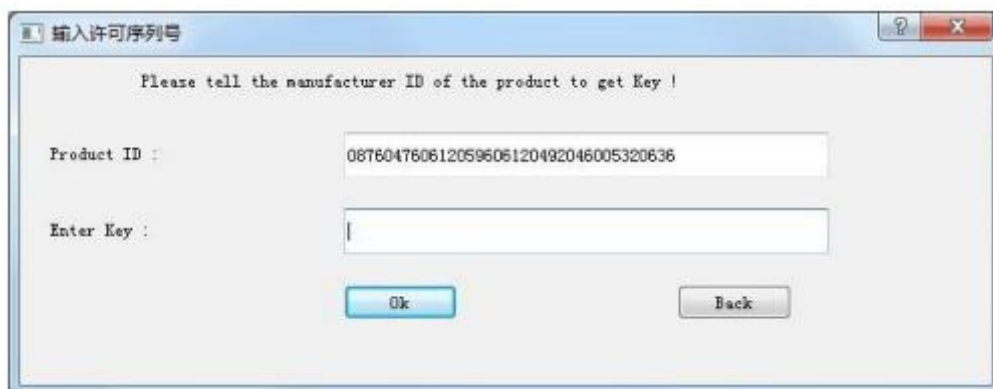 输入许可序列号
Please tell the manufacturer ID of the product to get Key !
Product ID :
08760476061205960612049204600532​0636
Enter Key :
Ok
Back